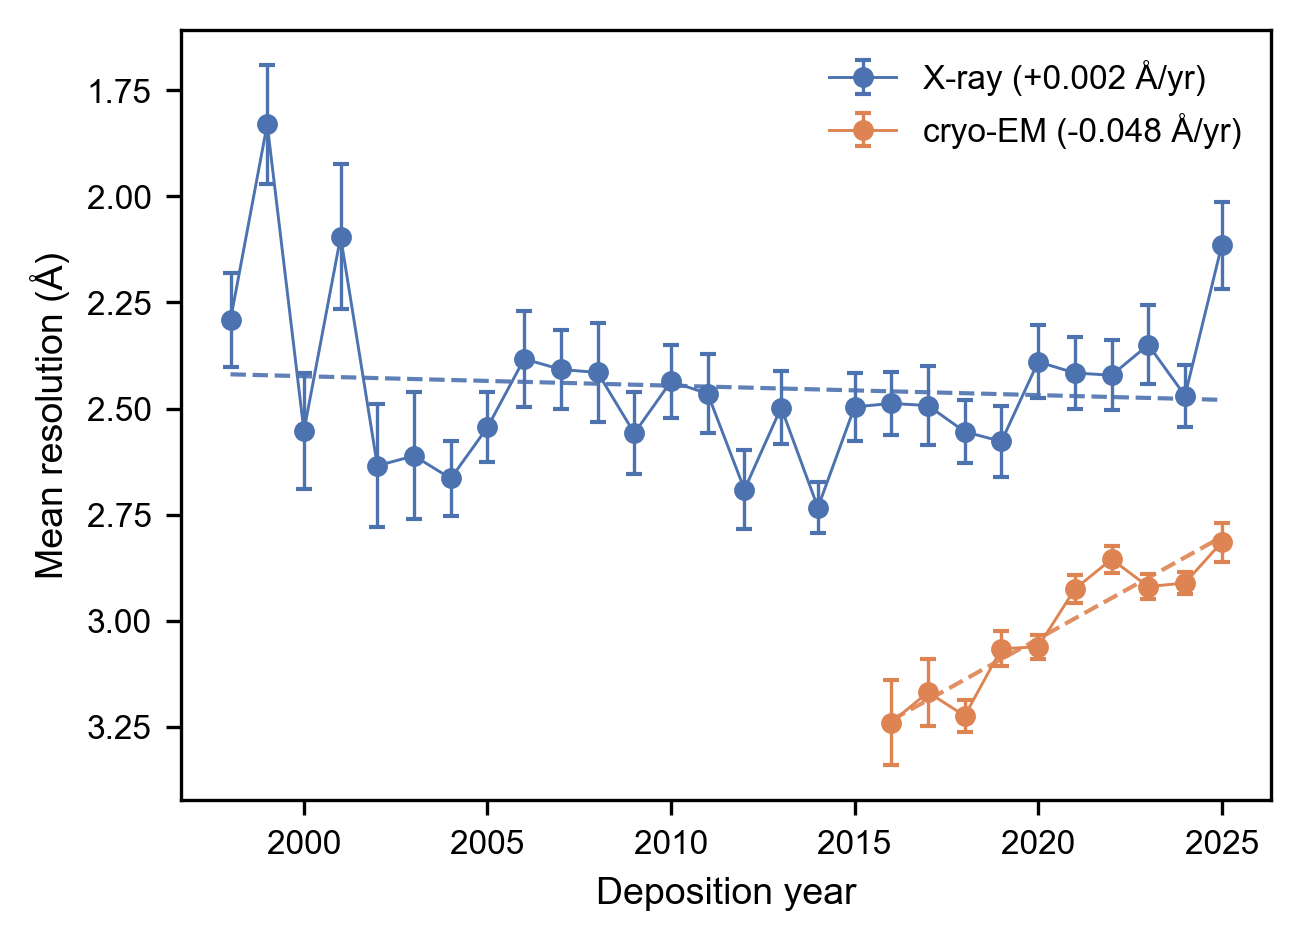 X-ray (+0.002 Å/yr)
cryo-EM (-0.048 Å/yr)
Mean resolution (Å)
1.75
2.00
2.25
2.50
2.75
3.00
3.25
2000 2005 2010 2015 2020 2025
Deposition year